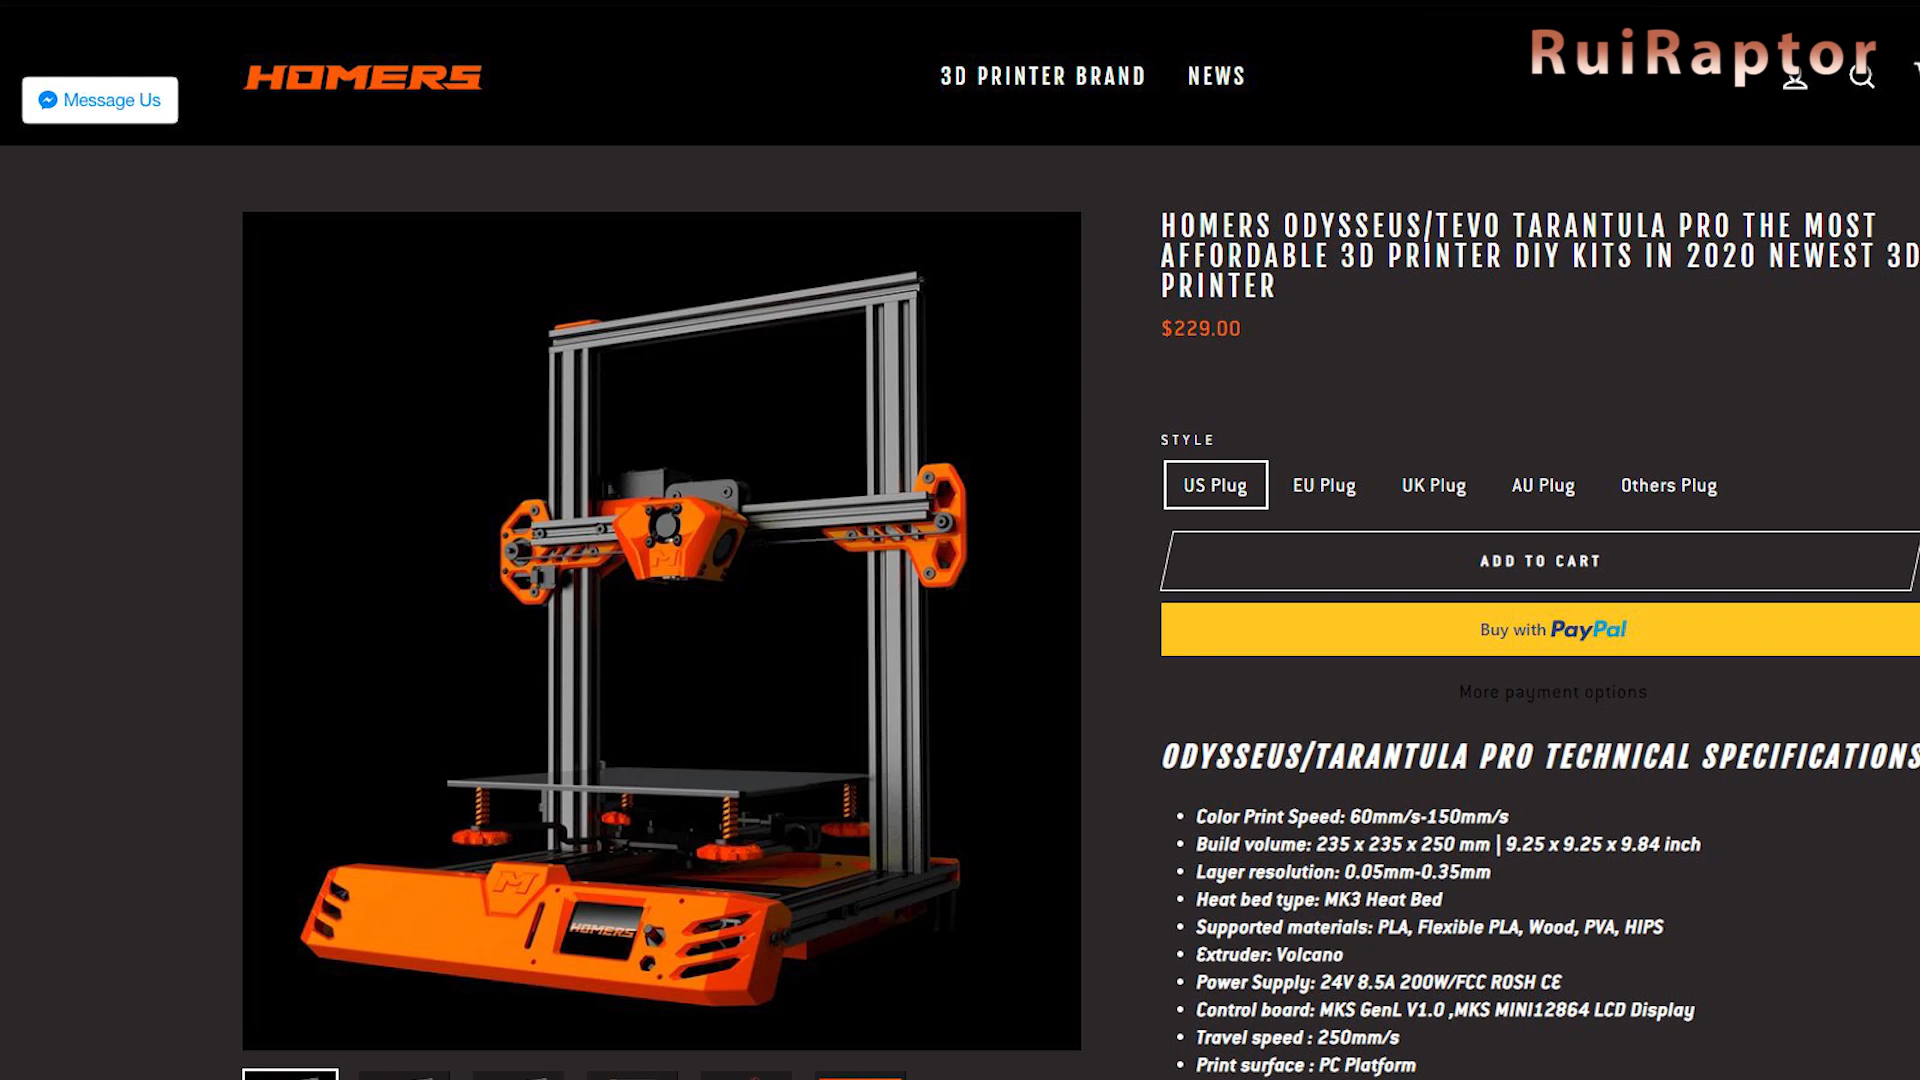 RuiRaptor
Message Us
HOMERS
3D PRINTER BRAND
NEWS
HOMERS ODYSSEUS/TEVO TARANTULA PRO THE MOST
AFFORDABLE 3D PRINTER DIY KITS IN 2020 NEWEST 3D
PRINTER
$229.00
STYLE
US Plug
EU Plug
UK Plug
AU Plug
Others Plug
ADD TO CART
Buy with PayPal
More payment options
HOMERS
ODYSSEUS/TARANTULA PRO TECHNICAL SPECIFICATIONS
• Color Print Speed: 60mm/s-150mm/s
• Build volume: 235 x 235 x 250 mm | 9.25 x 9.25 x 9.84 inch
• Layer resolution: 0.05mm-0.35mm
• Heat bed type: MK3 Heat Bed
• Supported materials: PLA, Flexible PLA, Wood, PVA, HIPS
• Extruder: Volcano
• Power Supply: 24V 8.5A 200W/FCC ROSH CE
• Control board: MKS GenL V1.0 ,MKS MINI12864 LCD Display
• Travel speed : 250mm/s
• Print surface : PC Platform